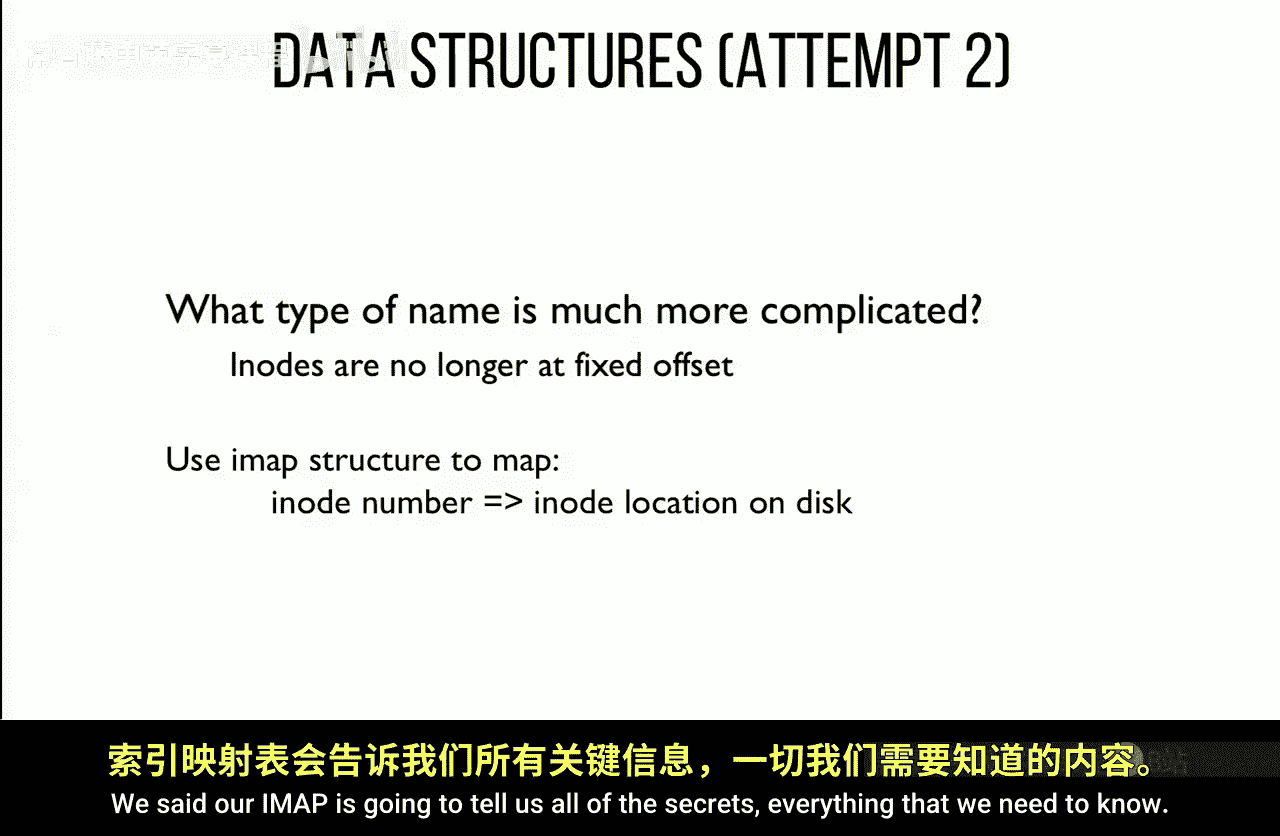 DATA STRUCTURES (ATTEMPT 2)
What type of name is much more complicated?
Inodes are no longer at fixed offset
Use imap structure to map:
inode number => inode location on disk
索引映射表会告诉我们所有关键信息，一切我们需要知道的内容。
We said our IMAP is going to tell us all of the secrets, everything that we need to know.